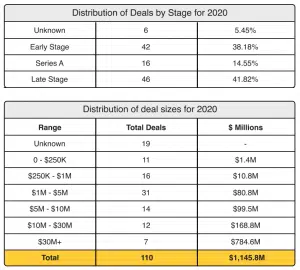 Distribution of Deals by Stage for 2020
Unknown 6 5.45%
Early Stage 42 38.18%
Series A 16 14.55%
Late Stage 46 41.82%
Distribution of deal sizes for 2020
Range Total Deals $ Millions
Unknown 19 -
0 - $250K 11 $1.4M
$250K - $1M 16 $10.8M
$1M - $5M 31 $80.8M
$5M - $10M 14 $99.5M
$10M - $30M 12 $168.8M
$30M+ 7 $784.6M
Total 110 $1,145.8M